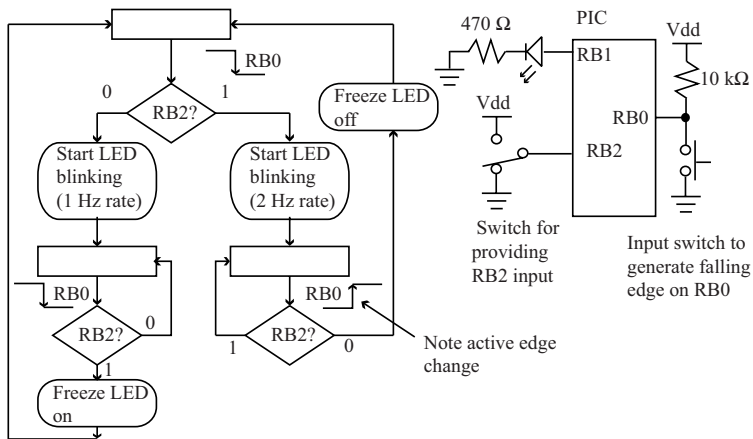 RB0
0
1
RB2?
Freeze LED
off
Start LED
blinking
(1 Hz rate)
Start LED
blinking
(2 Hz rate)
RB0
RB0
RB2?
0
1
RB2?
1
0
Freeze LED
on
Note active edge
change
470 Ω
PIC
Vdd
RB1
10 kΩ
Vdd
RB0
RB2
Switch for
providing
RB2 input
Input switch to
generate falling
edge on RB0